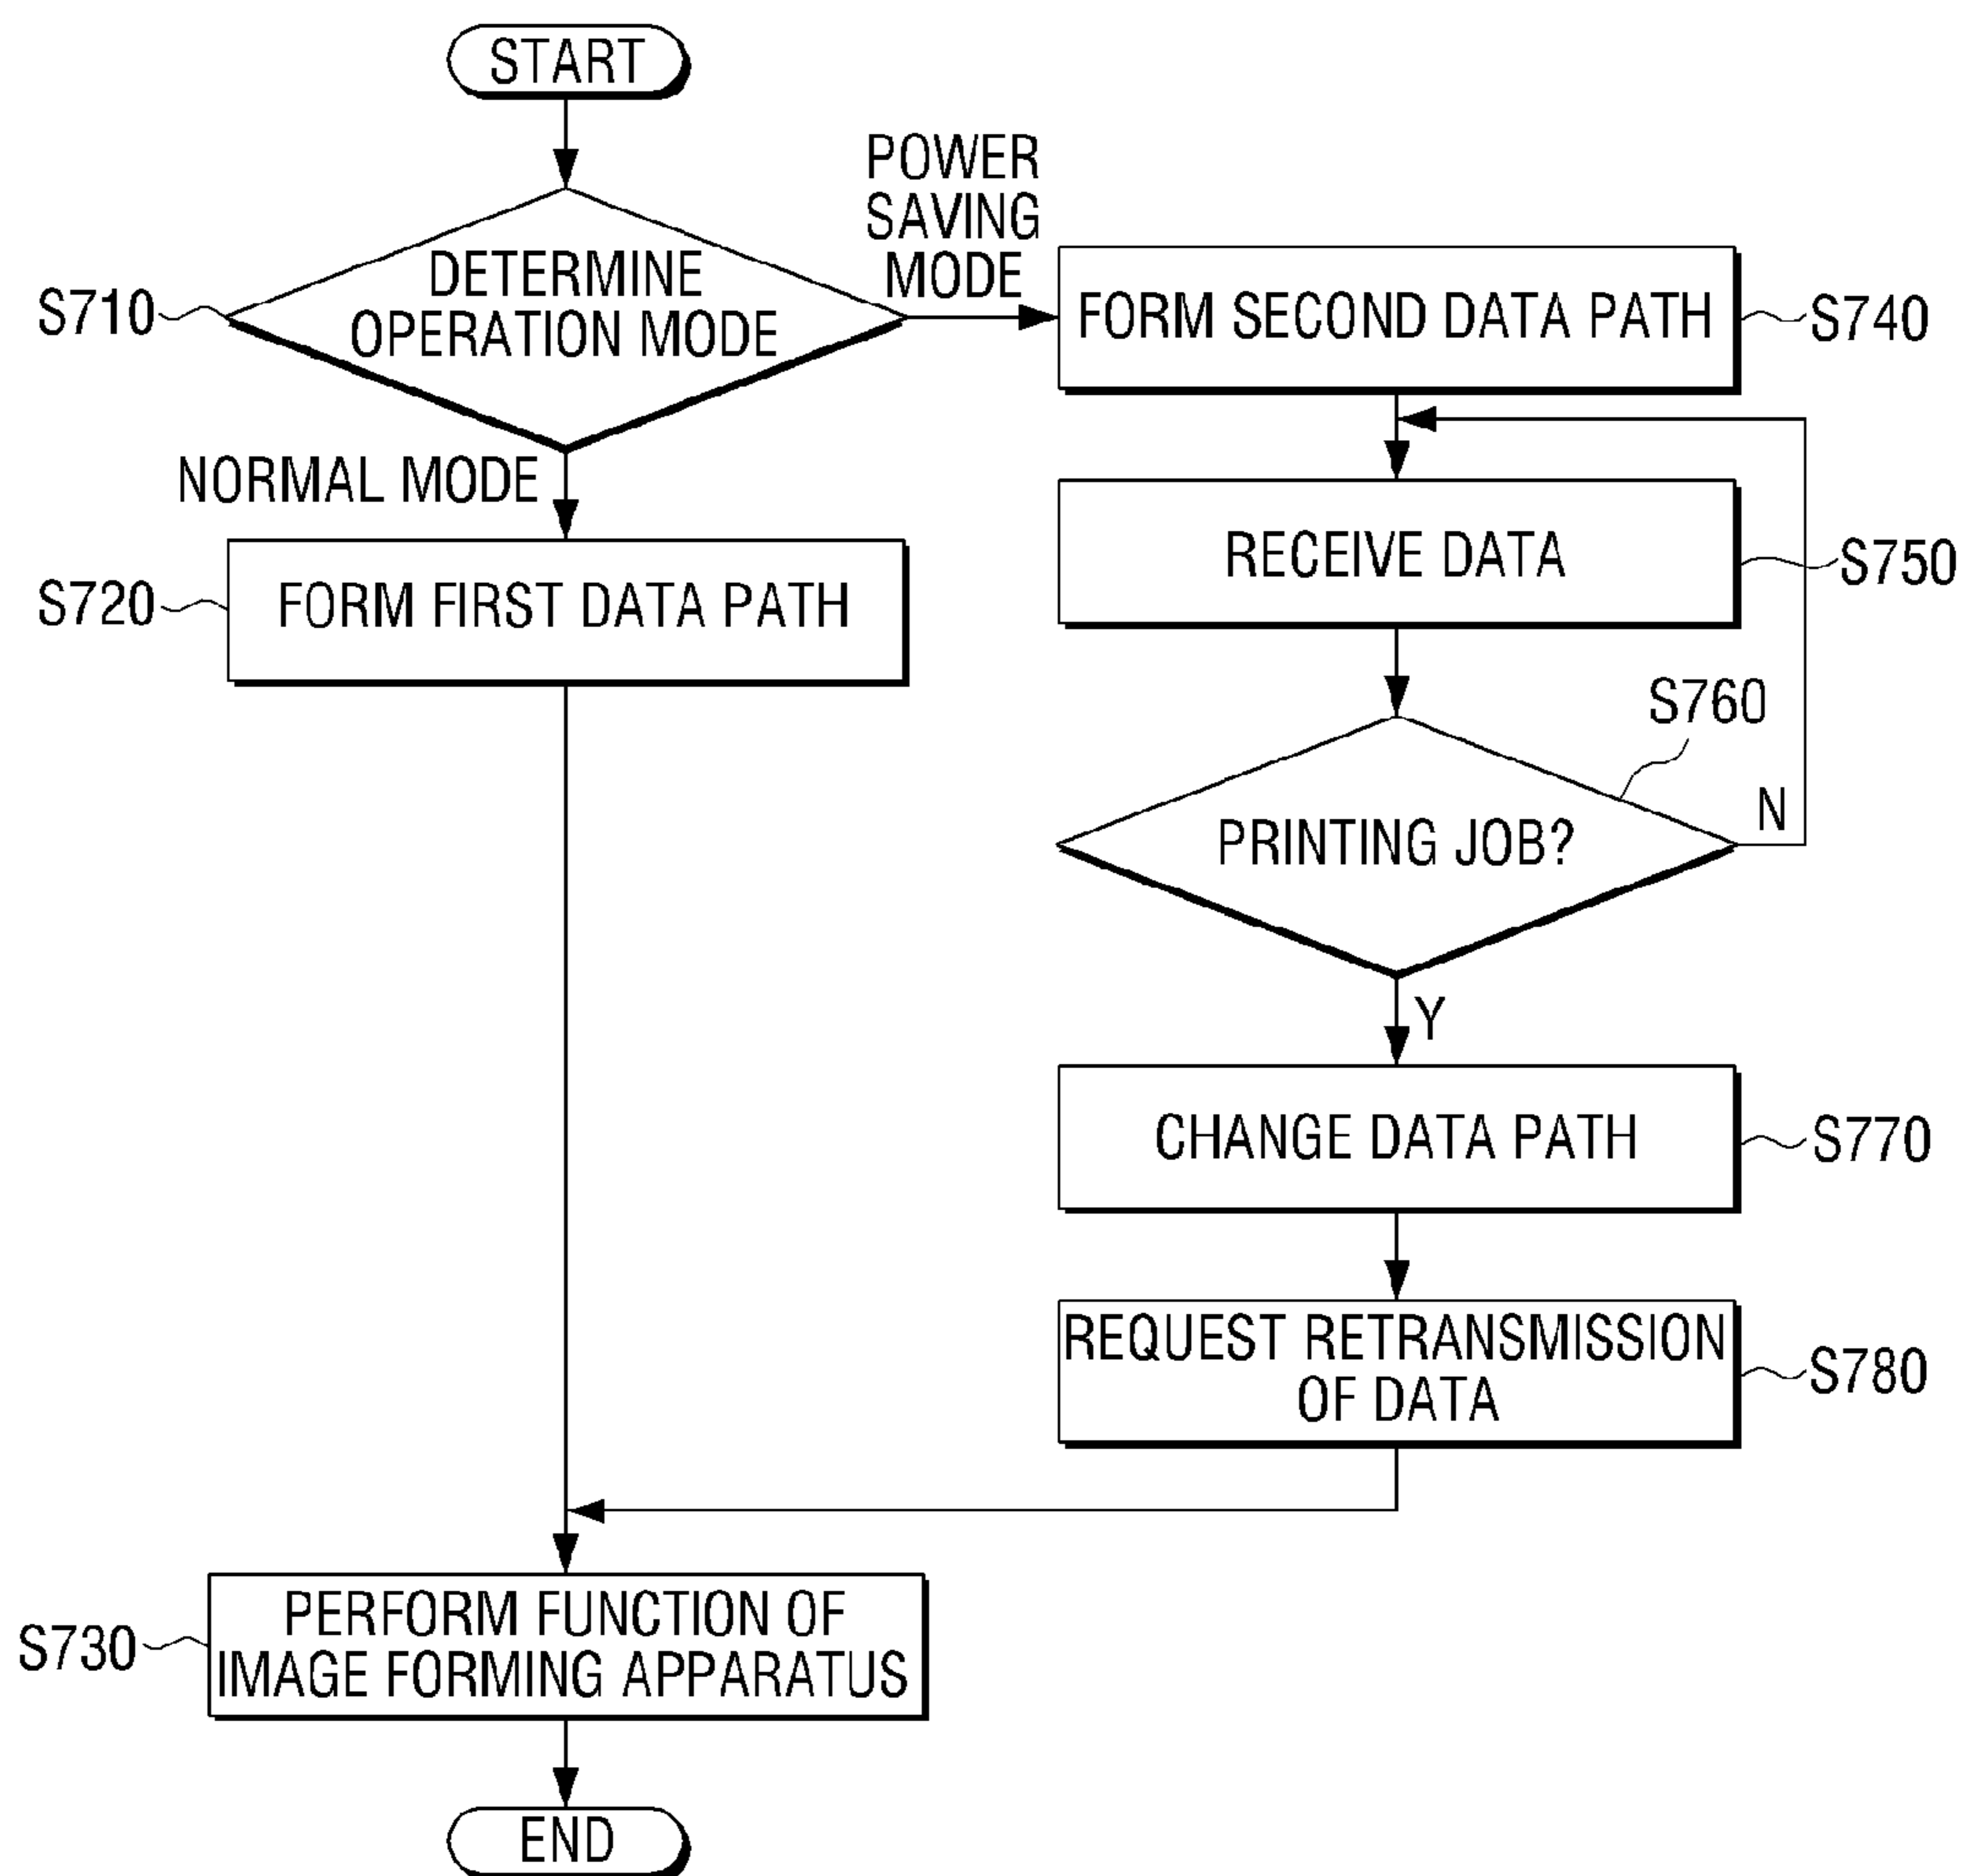 START
POWER
SAVING
MODE
DETERMINE
OPERATION MODE
S710
FORM SECOND DATA PATH
S740
NORMAL MODE
RECEIVE DATA
S750
FORM FIRST DATA PATH
S720
S760
PRINTING JOB?
N
Y
CHANGE DATA PATH
S770
REQUEST RETRANSMISSION
OF DATA
S780
PERFORM FUNCTION OF
IMAGE FORMING APPARATUS
S730
END